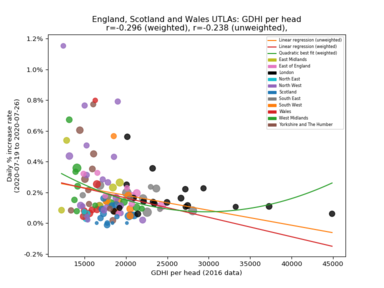 England, Scotland and Wales UTLAs: GDHI per head
r=-0.296 (weighted), r=-0.238 (unweighted),
Linear regression (unweighted)
Linear regression (weighted)
Quadratic best fit (weighted)
East Midlands
East of England
London
North East
North West
Scotland
South East
South West
Wales
West Midlands
Yorkshire and The Humber
Daily % increase rate
(2020-07-19 to 2020-07-26)
1.2%
1.0%
0.8%
0.6%
0.4%
0.2%
0.0%
-0.2%
15000
20000
25000
30000
35000
40000
45000
GDHI per head (2016 data)